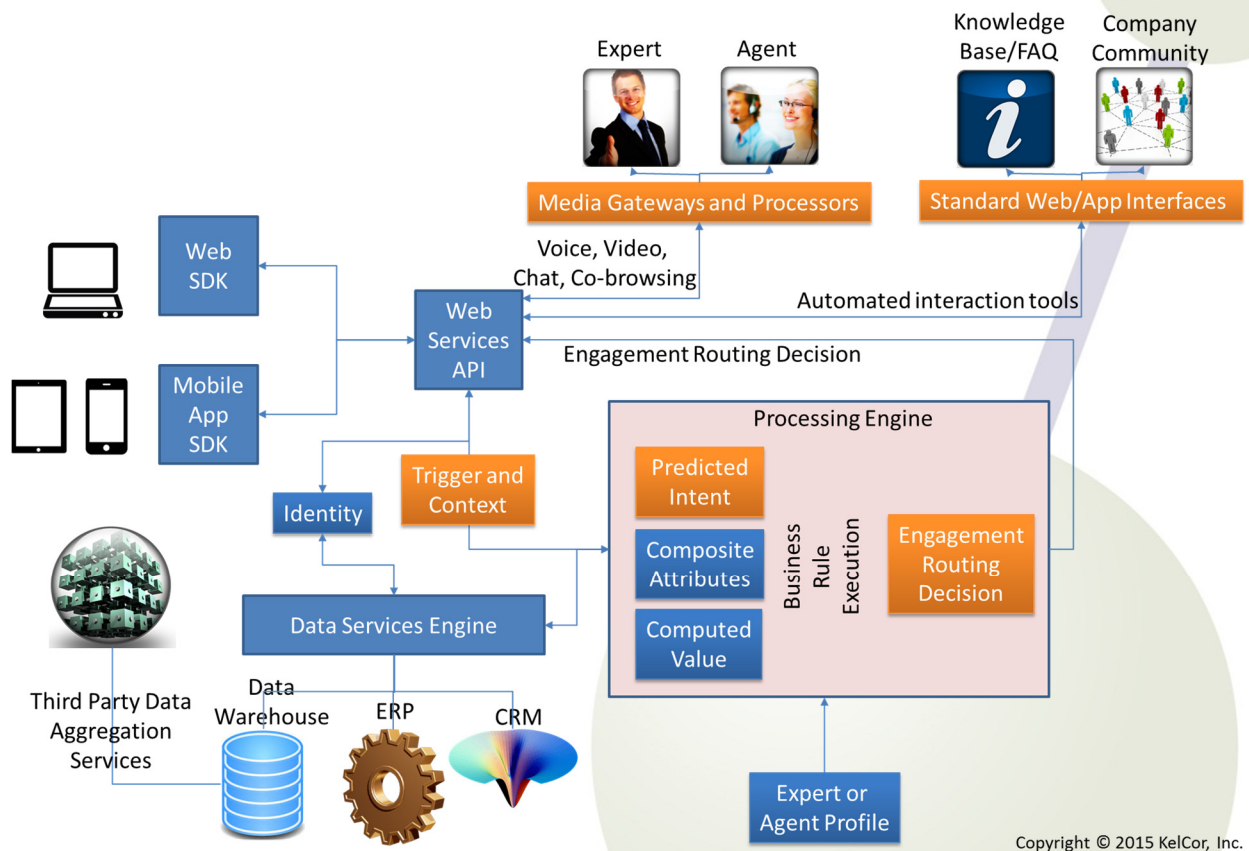 Expert
Agent
Knowledge
Base/FAQ
Company
Community
Media Gateways and Processors
Standard Web/App Interfaces
Web
SDK
Voice, Video,
Chat, Co-browsing
Web
Services
API
Automated interaction tools
Engagement Routing Decision
Mobile
App
SDK
Processing Engine
Trigger and
Context
Predicted
Intent
Identity
Composite
Attributes
Business
Rule
Execution
Engagement
Routing
Decision
Computed
Value
Data Services Engine
Third Party Data
Aggregation
Services
Data
Warehouse
ERP
CRM
Expert or
Agent Profile
Copyright © 2015 KelCor, Inc.